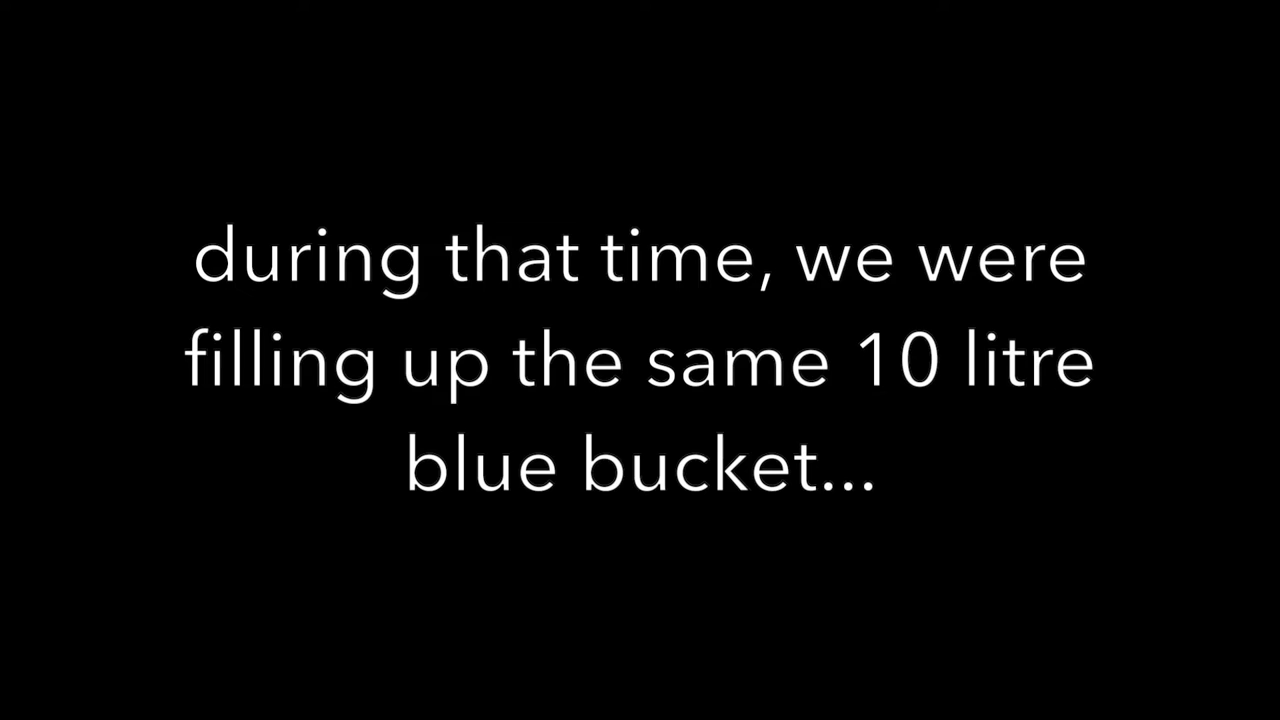 during that time, we were
filling up the same 10 litre
blue bucket...